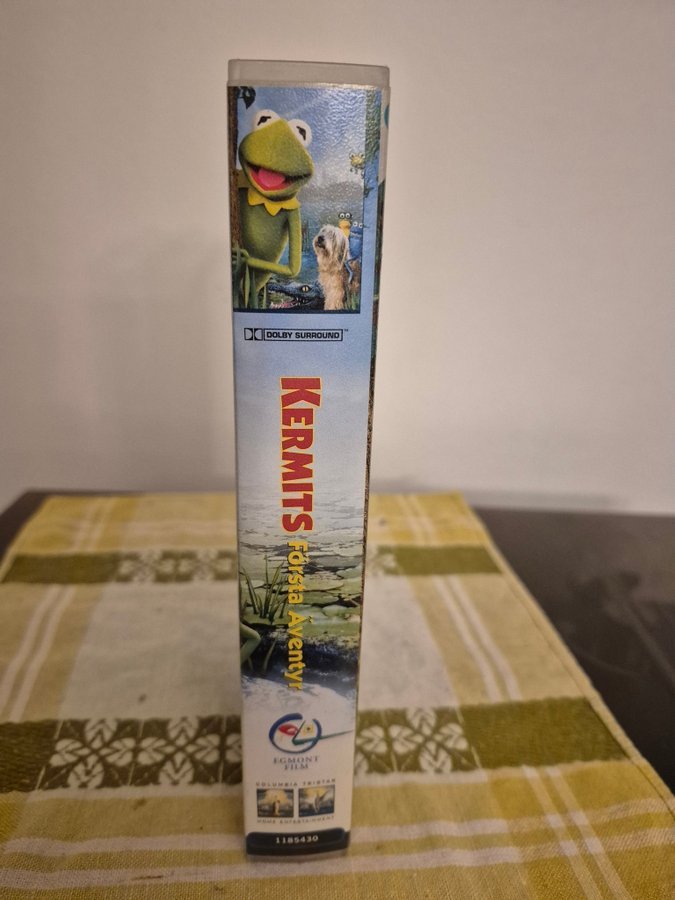 DOLBY SURROUND
KERMITS
Första Äventyr
EGMONT
FILM
COLUMBIA TRISTAR
HOME ENTERTAINMENT
1185430